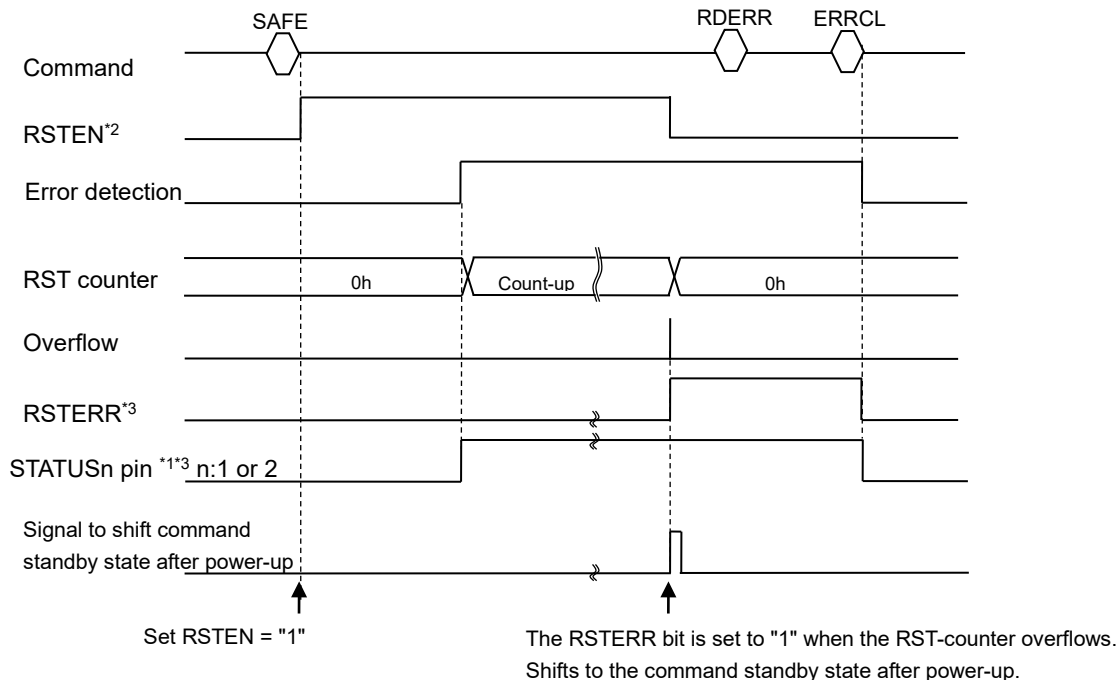 SAFE
RDERR
ERRCL
Command
RSTEN*2
Error detection
RST counter
0h
Count-up
0h
Overflow
RSTERR*3
STATUSn pin *1*3 n:1 or 2
Signal to shift command
standby state after power-up
Set RSTEN = "1"
The RSTERR bit is set to "1" when the RST-counter overflows.
Shifts to the command standby state after power-up.